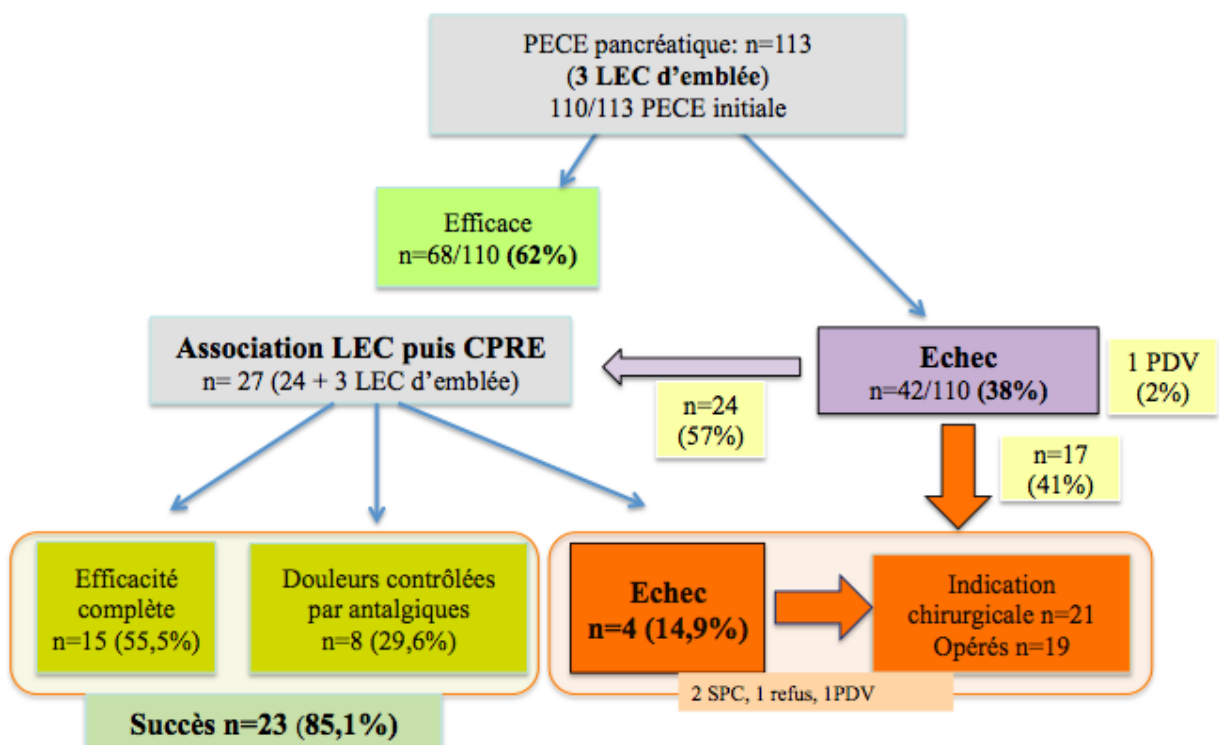 PECE pancréatique: n=113
(3 LEC d’emblée)
110/113 PECE initiale
Efficace
n=68/110 (62%)
Association LEC puis CPRE
n= 27 (24 + 3 LEC d’emblée)
Echec
n=42/110 (38%)
1 PDV
(2%)
n=24
(57%)
n=17
(41%)
Efficacité
complète
n=15 (55,5%)
Douleurs contrôlées
par antalgiques
n=8 (29,6%)
Echec
n=4 (14,9%)
Indication
chirurgicale n=21
Opérés n=19
2 SPC, 1 refus, 1PDV
Succès n=23 (85,1%)